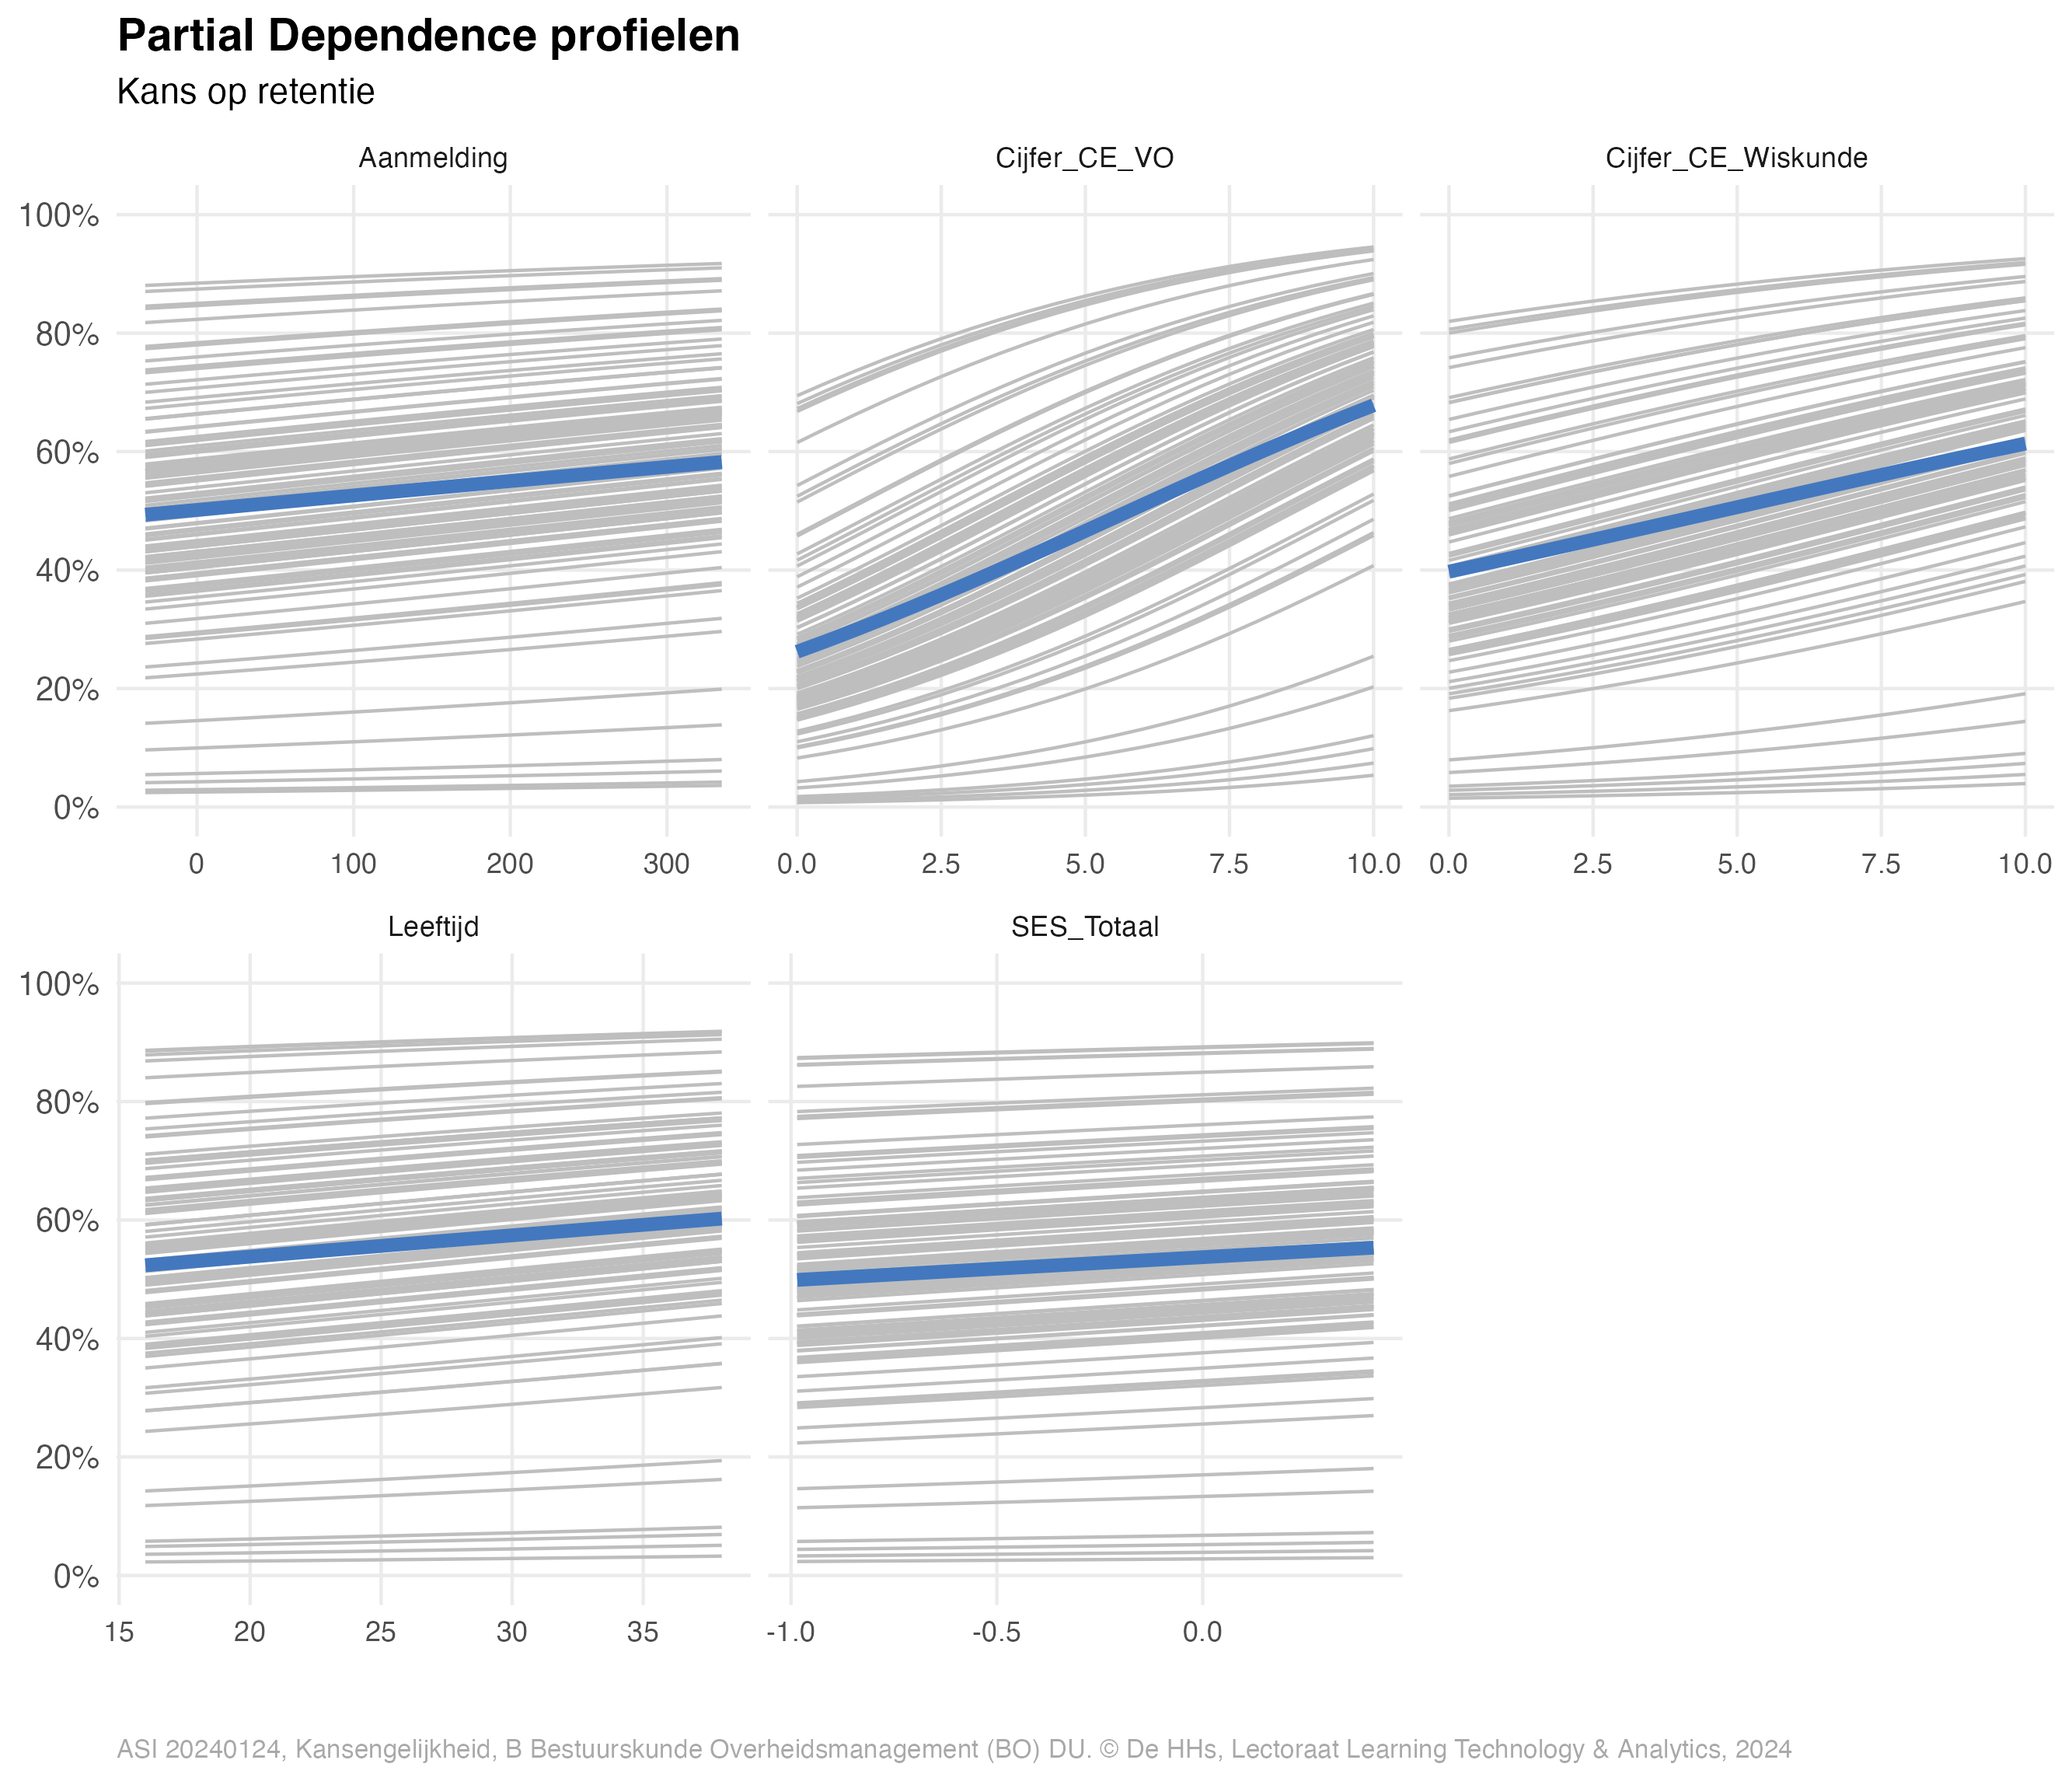 Partial Dependence profielen
Kans op retentie
Aanmelding
Cijfer_CE_VO
Cijfer_CE_Wiskunde
100%
80%
60%
40%
20%
0%
0 100 200 300
0.0 2.5 5.0 7.5 10.0
0.0 2.5 5.0 7.5 10.0
Leeftijd
SES_Totaal
100%
80%
60%
40%
20%
0%
15 20 25 30 35
-1.0 -0.5 0.0
ASI 20240124, Kansengelijkheid, B Bestuurskunde Overheidsmanagement (BO) DU. © De HHs, Lectoraat Learning Technology & Analytics, 2024